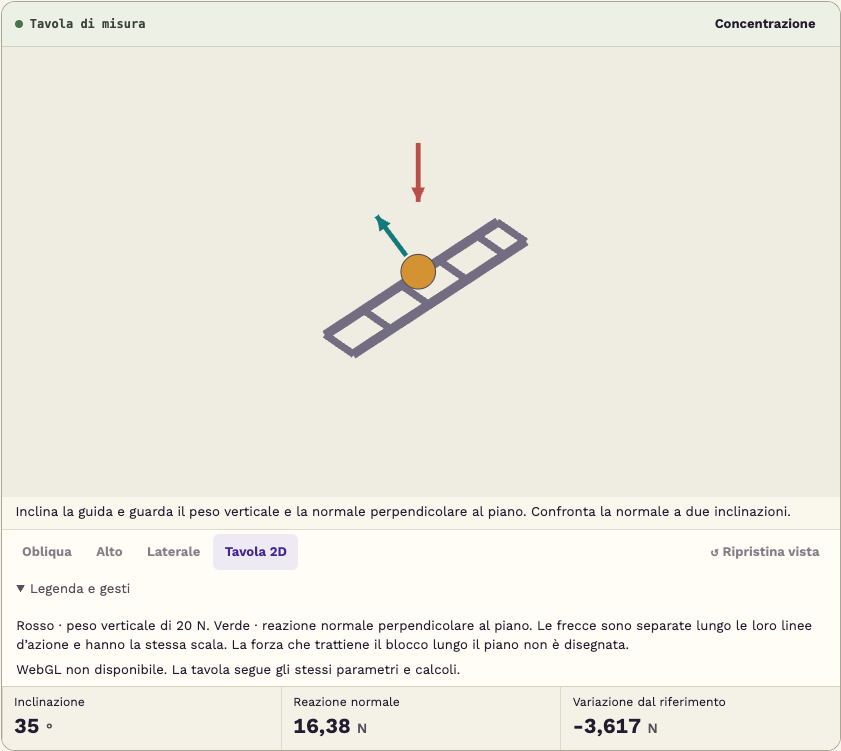 Tavola di misura
Concentrazione
Inclina la guida e guarda il peso verticale e la normale perpendicolare al piano. Confronta la normale a due inclinazioni.
Obliqua Alto Laterale Tavola 2D ↺ Ripristina vista
▼ Legenda e gesti
Rosso · peso verticale di 20 N. Verde · reazione normale perpendicolare al piano. Le frecce sono separate lungo le loro linee
d’azione e hanno la stessa scala. La forza che trattiene il blocco lungo il piano non è disegnata.
WebGL non disponibile. La tavola segue gli stessi parametri e calcoli.
Inclinazione
35 °
Reazione normale
16,38 N
Variazione dal riferimento
-3,617 N